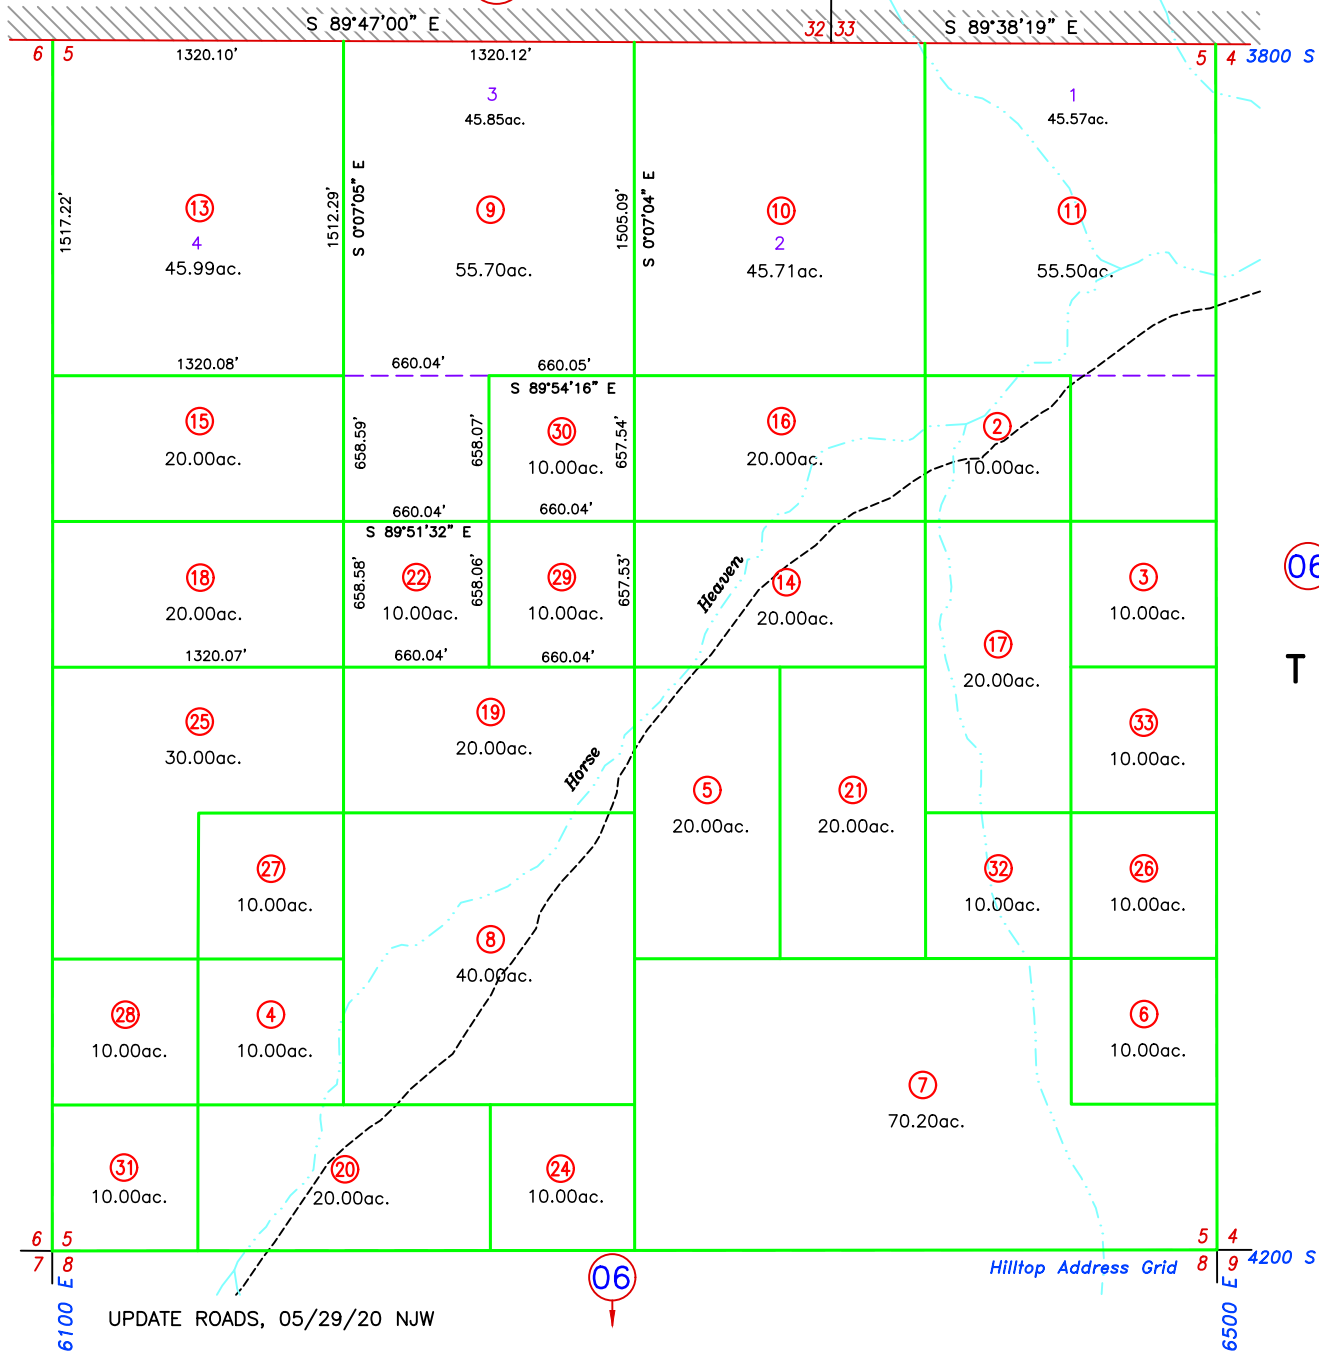 S 89°47'00" E
32 33
S 89°38'19" E
6 5
1320.10'
1320.12'
5 4
3800 S
3
45.85ac.
1
45.57ac.
1517.22'
1512.29'
S 0°07'05" E
1505.09'
S 0°07'04" E
13
4
45.99ac.
9
55.70ac.
10
2
45.71ac.
11
55.50ac.
1320.08'
660.04'
660.05'
S 89°54'16" E
15
20.00ac.
658.59'
658.07'
30
10.00ac.
657.54'
16
20.00ac.
2
10.00ac.
660.04'
660.04'
S 89°51'32" E
18
20.00ac.
658.58'
22
10.00ac.
658.06'
29
10.00ac.
657.53'
Heaven
14
20.00ac.
3
10.00ac.
06
1320.07'
660.04'
660.04'
17
20.00ac.
T
25
30.00ac.
19
20.00ac.
Horse
33
10.00ac.
5
20.00ac.
21
20.00ac.
27
10.00ac.
32
10.00ac.
26
10.00ac.
8
40.00ac.
28
10.00ac.
4
10.00ac.
6
10.00ac.
7
70.20ac.
31
10.00ac.
20
20.00ac.
24
10.00ac.
6 5
7 8
5 4
8 9
4200 S
Hilltop Address Grid
06
6100 E
6500 E
UPDATE ROADS, 05/29/20 NJW